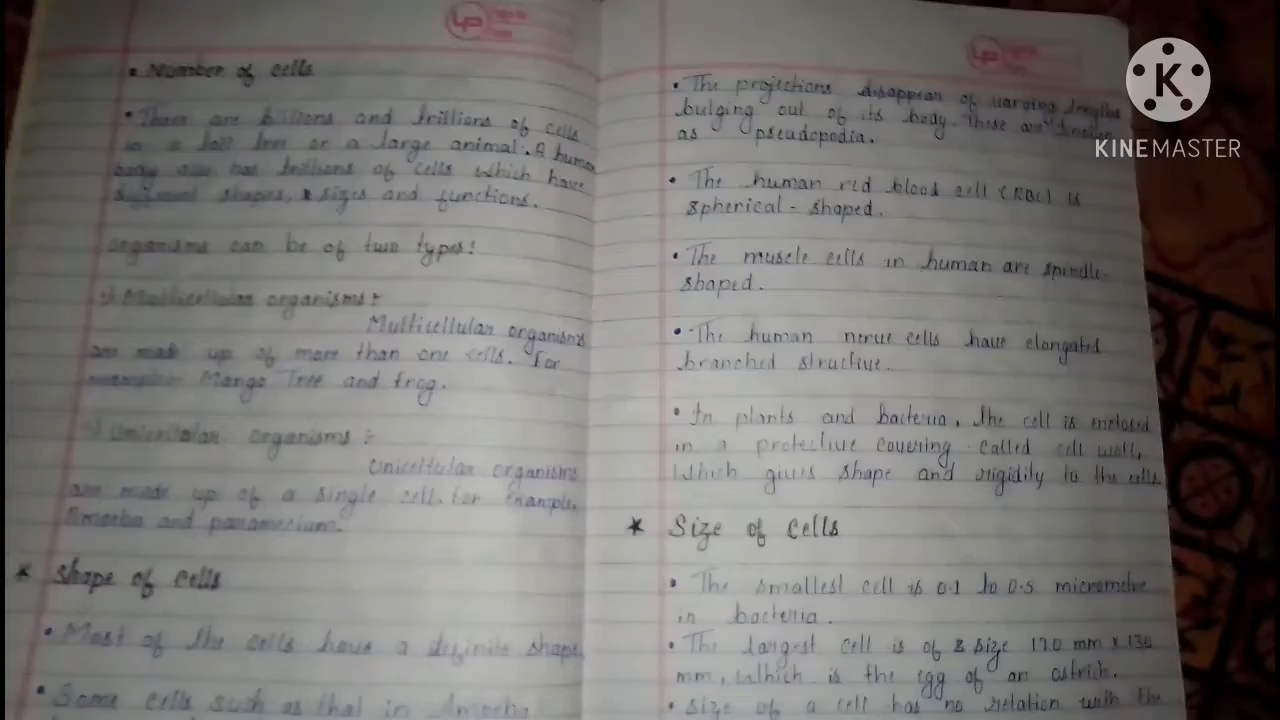 • Number of cells
• There are billions and trillions of cells
in a tall tree or a large animal. A human
body also has trillions of cells which have
different shapes, sizes and functions.
organisms can be of two types:
Multicellular organisms:-
Multicellular organisms
are made up of more than one cells. For
Mango Tree and frog.
Unicellular organisms :-
Unicellular organisms
are made up of a single cell. for Example,
Amoeba and paramecium.
* Shape of cells
• Most of the cells have a definite shape
• Some cells such as that in Amoeba
• The projections disappear of varying lengths
bulging out of its body. These are known
as pseudopodia.
• The human red blood cell (RBC) is
spherical - shaped.
• The muscle cells in human are spindle-
shaped.
• The human nerve cells have elongated
branched structure.
• In plants and bacteria, the cell is enclosed
in a protective covering called cell wall,
Which gives shape and rigidity to the cells
* Size of cells
• The smallest cell is 0.1 to 0.5 micrometre
in bacteria.
• The largest cell is of size 170 mm x 130
mm, which is the egg of an ostrich.
• Size of a cell has no relation with the
LP
LP
K
KINEMASTER